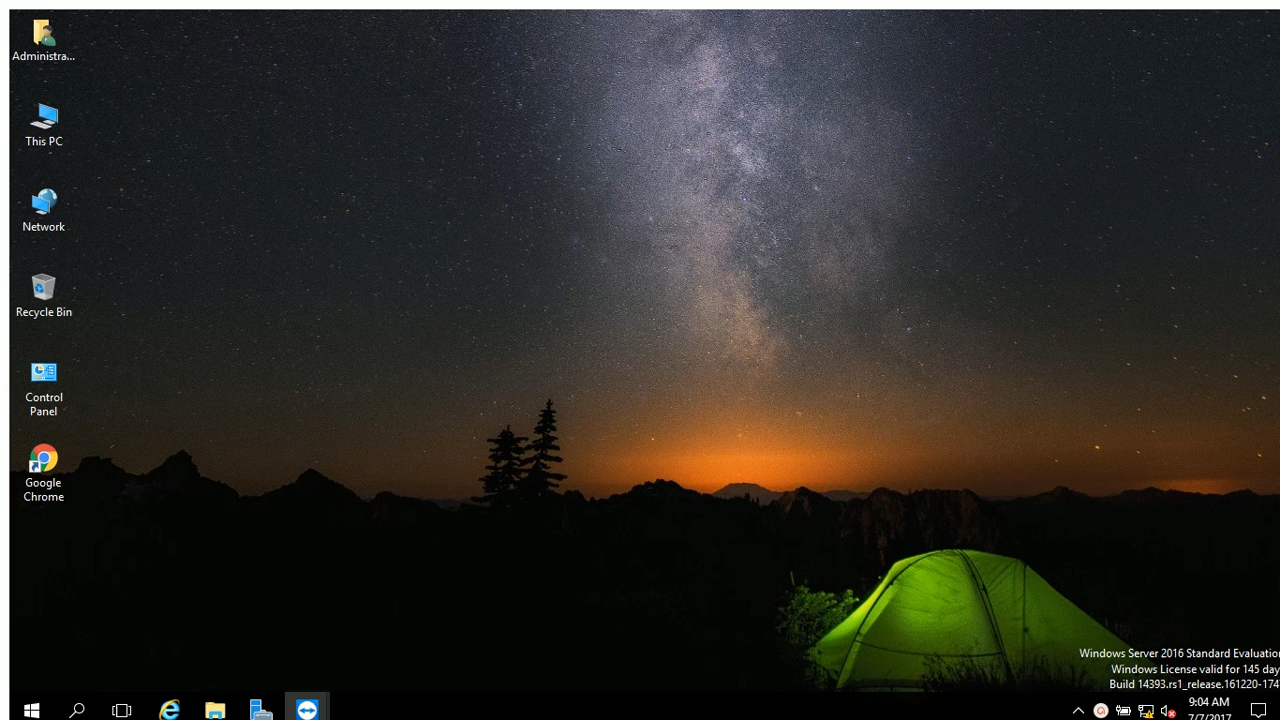 Administra...
This PC
Network
Recycle Bin
Control
Panel
Google
Chrome
Windows Server 2016 Standard Evaluation
Windows License valid for 145 day
Build 14393.rs1_release.161220-174
9:04 AM
7/7/2017